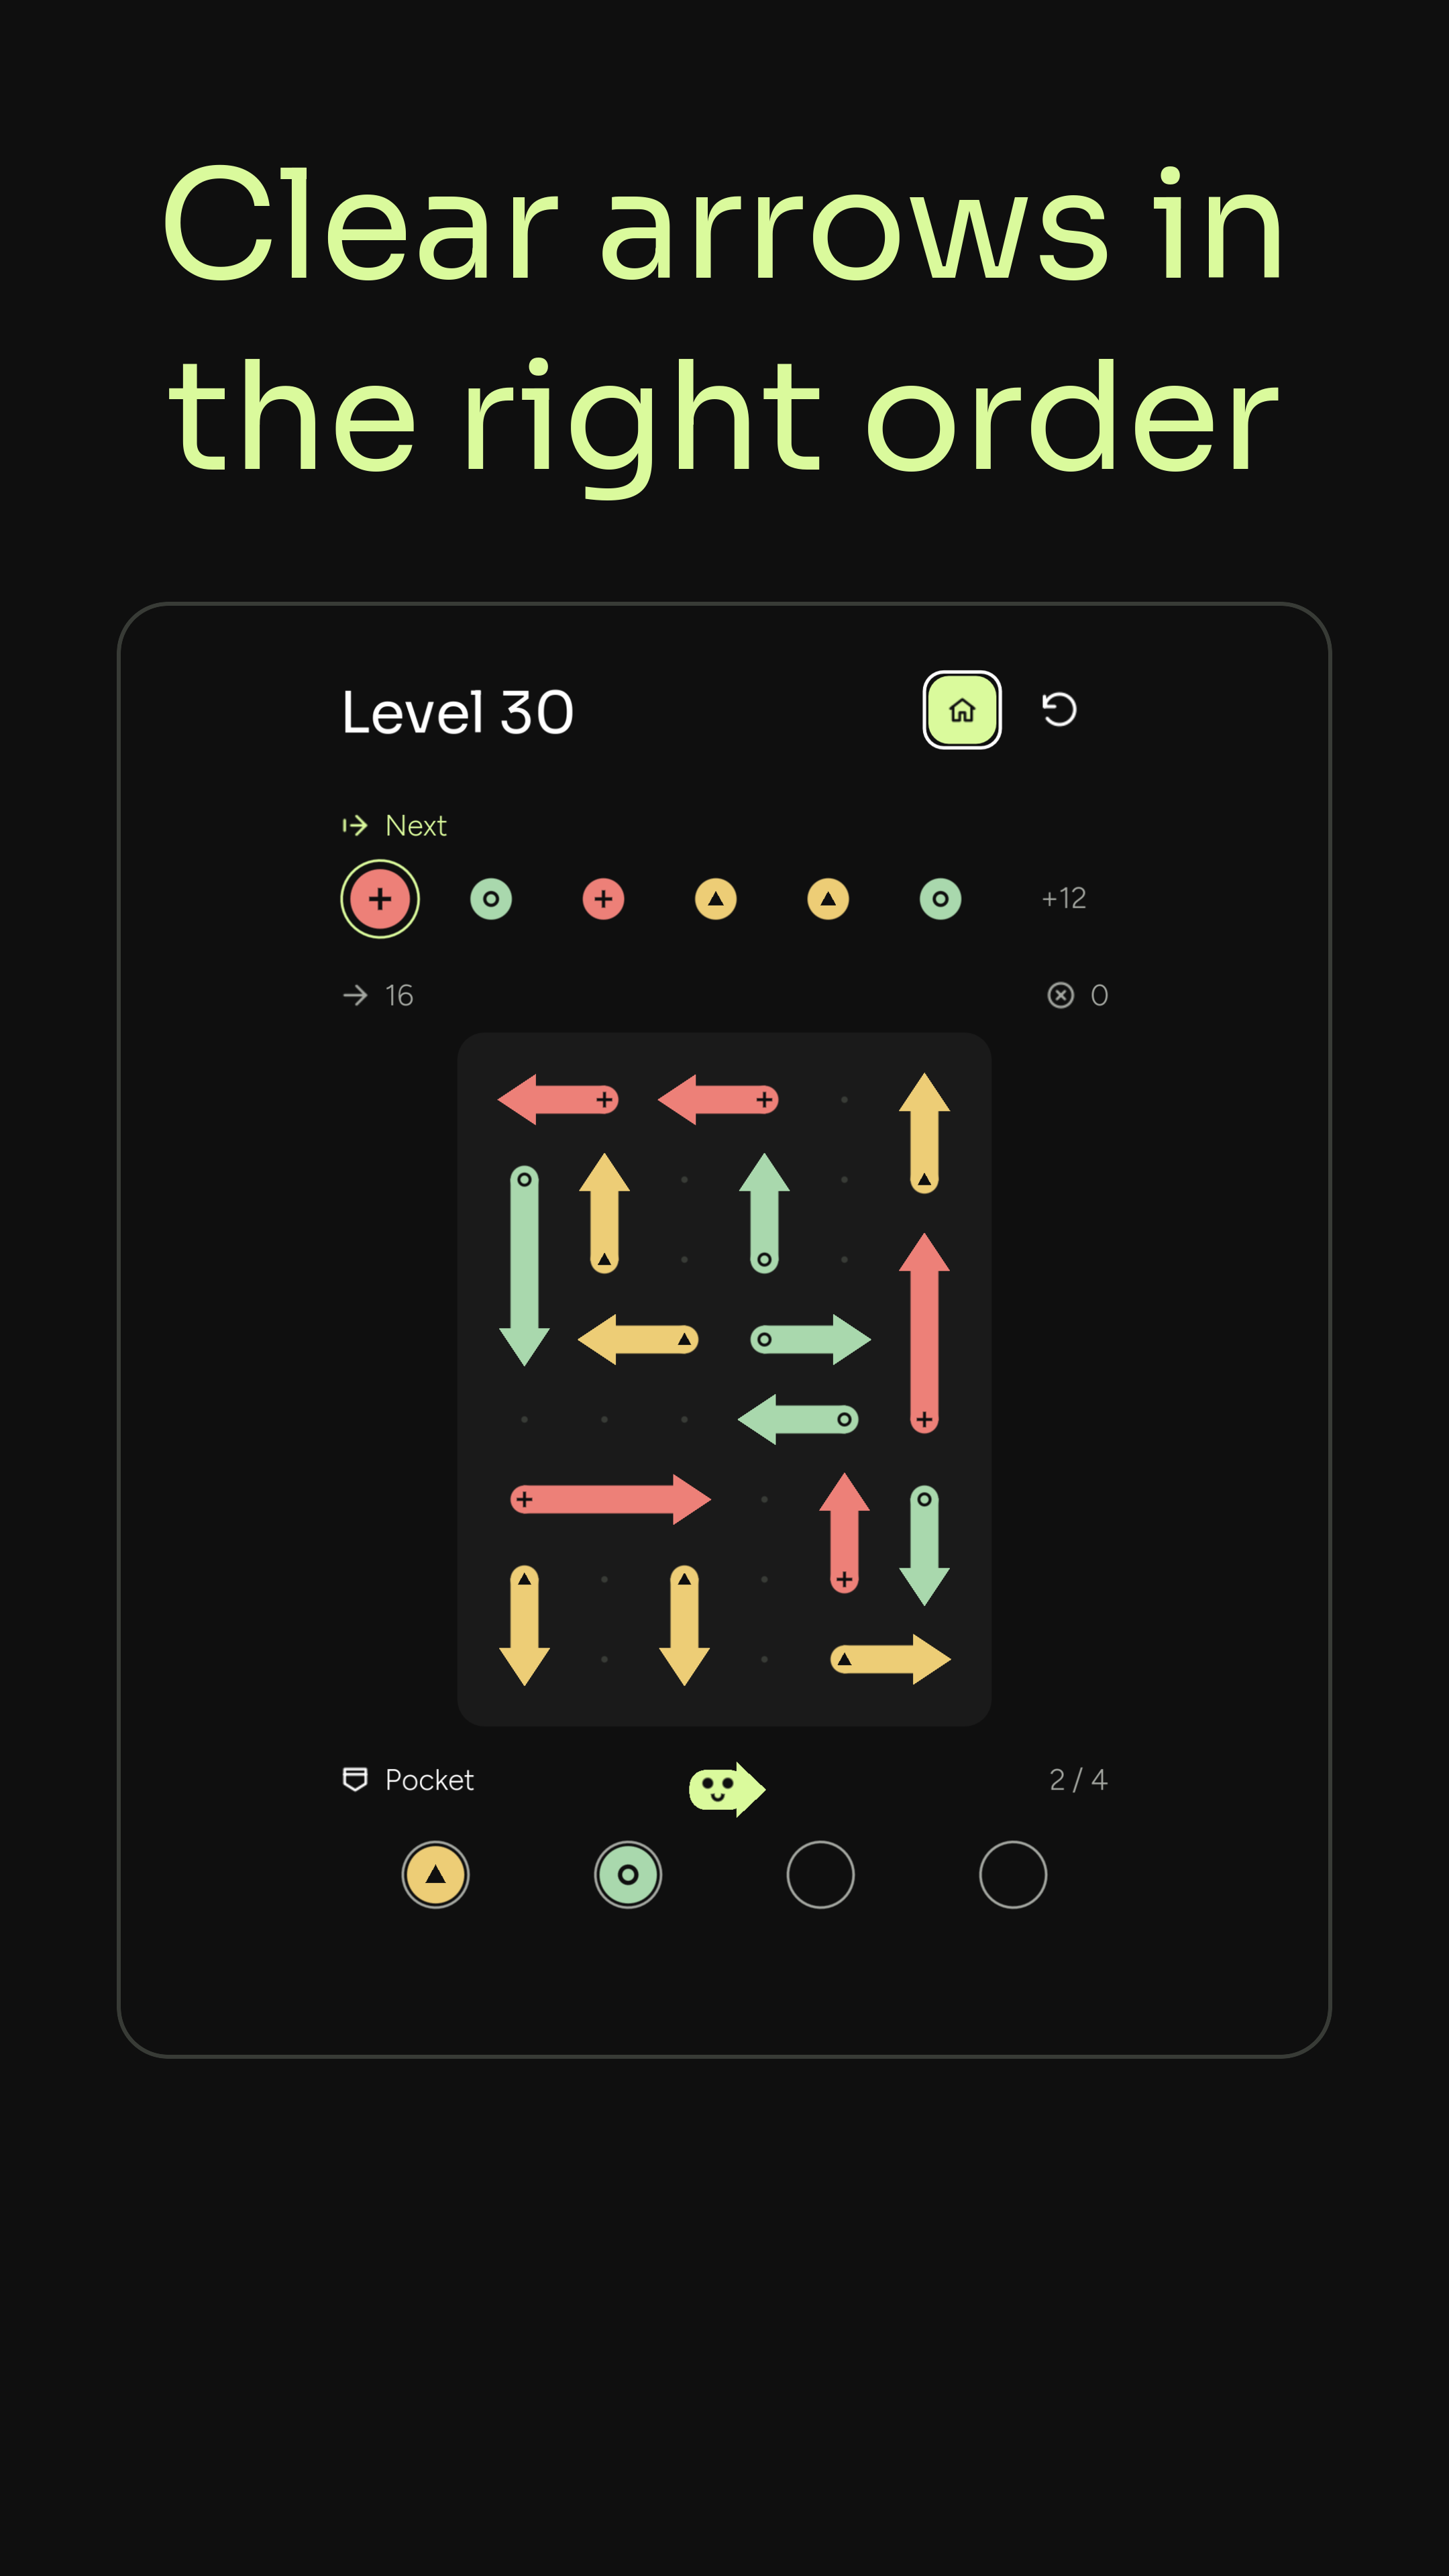 Clear arrows in
the right order
Level 30
Next
+12
16
0
Pocket
2 / 4